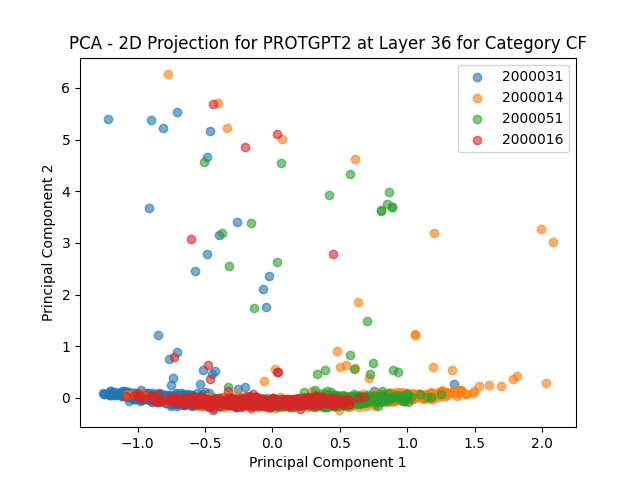 PCA - 2D Projection for PROTGPT2 at Layer 36 for Category CF
2000031
2000014
2000051
2000016
Principal Component 2
6
5
4
3
2
1
0
−1.0 −0.5 0.0 0.5 1.0 1.5 2.0
Principal Component 1